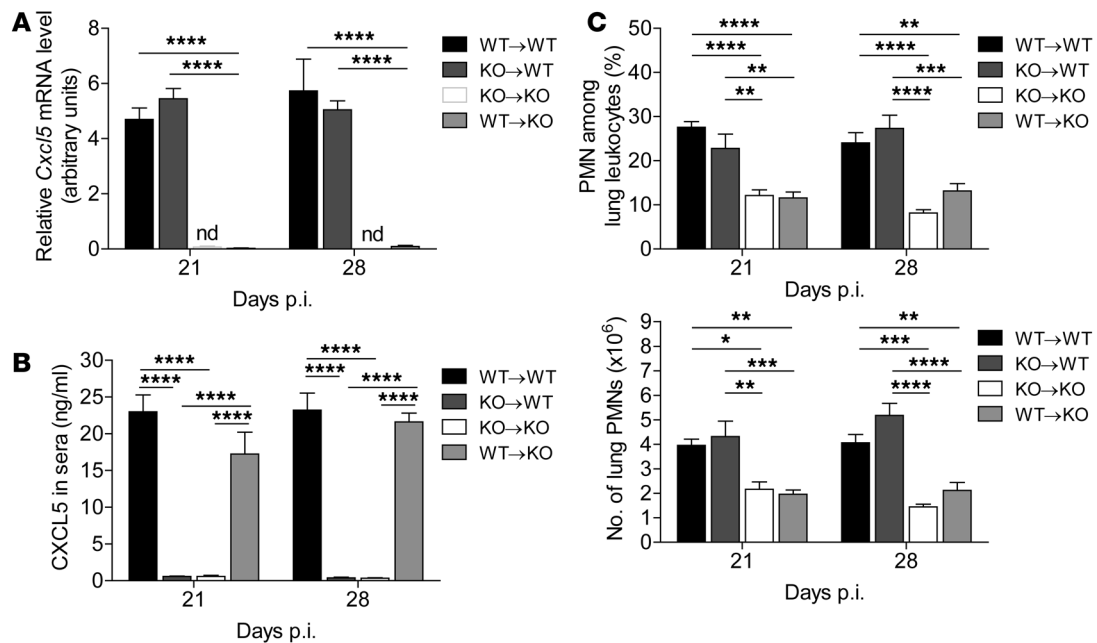 A
Relative Cxcl5 mRNA level
(arbitrary units)
8
6
4
2
0
****
****
****
****
nd
nd
21
28
Days p.i.
WT→WT
KO→WT
KO→KO
WT→KO
B
CXCL5 in sera (ng/ml)
30
25
20
15
10
5
0
****
****
****
****
****
****
****
****
21
28
Days p.i.
WT→WT
KO→WT
KO→KO
WT→KO
C
PMN among
lung leukocytes (%)
50
40
30
20
10
0
****
****
**
**
**
****
***
****
21
28
Days p.i.
WT→WT
KO→WT
KO→KO
WT→KO
No. of lung PMNs (x10⁶)
9
8
7
6
5
4
3
2
1
0
**
*
***
**
**
***
****
****
21
28
Days p.i.
WT→WT
KO→WT
KO→KO
WT→KO